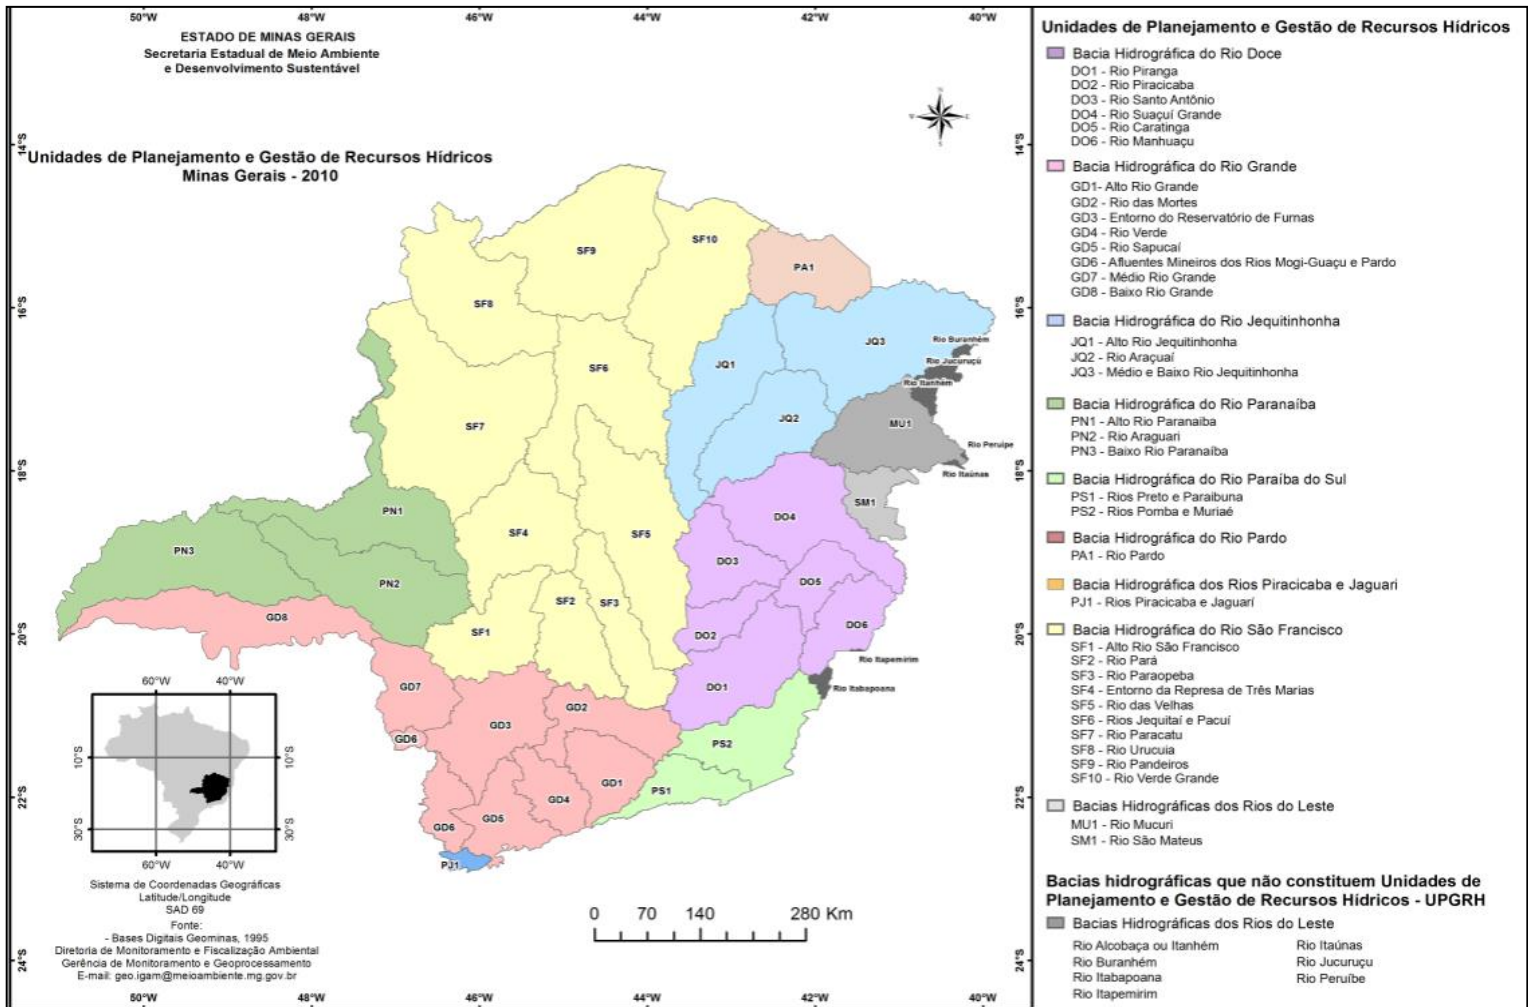 50°W 48°W 46°W 44°W 42°W 40°W
ESTADO DE MINAS GERAIS
Secretaria Estadual de Meio Ambiente
e Desenvolvimento Sustentável
Unidades de Planejamento e Gestão de Recursos Hídricos
Minas Gerais - 2010
N
W E
S
14°S 14°S
16°S 16°S
18°S 18°S
20°S 20°S
22°S 22°S
24°S 24°S
SF9
SF10
PA1
SF8
JQ3
Rio Buranhém
JQ1
Rio Jucuruçú
SF6
Rio Itanhém
JQ2
MU1
SF7
Rio Peruípe
Rio Itaúnas
SM1
PN1
DO4
SF4
SF5
PN3
DO3
PN2
DO5
SF2
SF3
GD8
DO6
SF1
DO2
Rio Itapemirim
GD7
DO1
Rio Itabapoana
GD2
GD3
GD6
PS2
GD1
PS1
GD4
GD5
GD6
PJ1
60°W 40°W
10°S 10°S
30°S 30°S
60°W 40°W
Sistema de Coordenadas Geográficas
Latitude/Longitude
SAD 69
Fonte:
- Bases Digitais Geominas, 1995
Diretoria de Monitoramento e Fiscalização Ambiental
Gerência de Monitoramento e Geoprocessamento
E-mail: geo.igam@meioambiente.mg.gov.br
0 70 140 280 Km
50°W 48°W 46°W 44°W 42°W 40°W
Unidades de Planejamento e Gestão de Recursos Hídricos
Bacia Hidrográfica do Rio Doce
DO1 - Rio Piranga
DO2 - Rio Piracicaba
DO3 - Rio Santo Antônio
DO4 - Rio Suaçuí Grande
DO5 - Rio Caratinga
DO6 - Rio Manhuaçu
Bacia Hidrográfica do Rio Grande
GD1- Alto Rio Grande
GD2 - Rio das Mortes
GD3 - Entorno do Reservatório de Furnas
GD4 - Rio Verde
GD5 - Rio Sapucaí
GD6 - Afluentes Mineiros dos Rios Mogi-Guaçu e Pardo
GD7 - Médio Rio Grande
GD8 - Baixo Rio Grande
Bacia Hidrográfica do Rio Jequitinhonha
JQ1 - Alto Rio Jequitinhonha
JQ2 - Rio Araçuaí
JQ3 - Médio e Baixo Rio Jequitinhonha
Bacia Hidrográfica do Rio Paranaíba
PN1 - Alto Rio Paranaiba
PN2 - Rio Araguari
PN3 - Baixo Rio Paranaíba
Bacia Hidrográfica do Rio Paraíba do Sul
PS1 - Rios Preto e Paraibuna
PS2 - Rios Pomba e Muriaé
Bacia Hidrográfica do Rio Pardo
PA1 - Rio Pardo
Bacia Hidrográfica dos Rios Piracicaba e Jaguari
PJ1 - Rios Piracicaba e Jaguarí
Bacia Hidrográfica do Rio São Francisco
SF1 - Alto Rio São Francisco
SF2 - Rio Pará
SF3 - Rio Paraopeba
SF4 - Entorno da Represa de Três Marias
SF5 - Rio das Velhas
SF6 - Rios Jequitaí e Pacuí
SF7 - Rio Paracatu
SF8 - Rio Urucuia
SF9 - Rio Pandeiros
SF10 - Rio Verde Grande
Bacias Hidrográficas dos Rios do Leste
MU1 - Rio Mucuri
SM1 - Rio São Mateus
Bacias hidrográficas que não constituem Unidades de
Planejamento e Gestão de Recursos Hídricos - UPGRH
Bacias Hidrográficas dos Rios do Leste
Rio Alcobaça ou Itanhém Rio Itaúnas
Rio Buranhém Rio Jucuruçu
Rio Itabapoana Rio Peruíbe
Rio Itapemirim